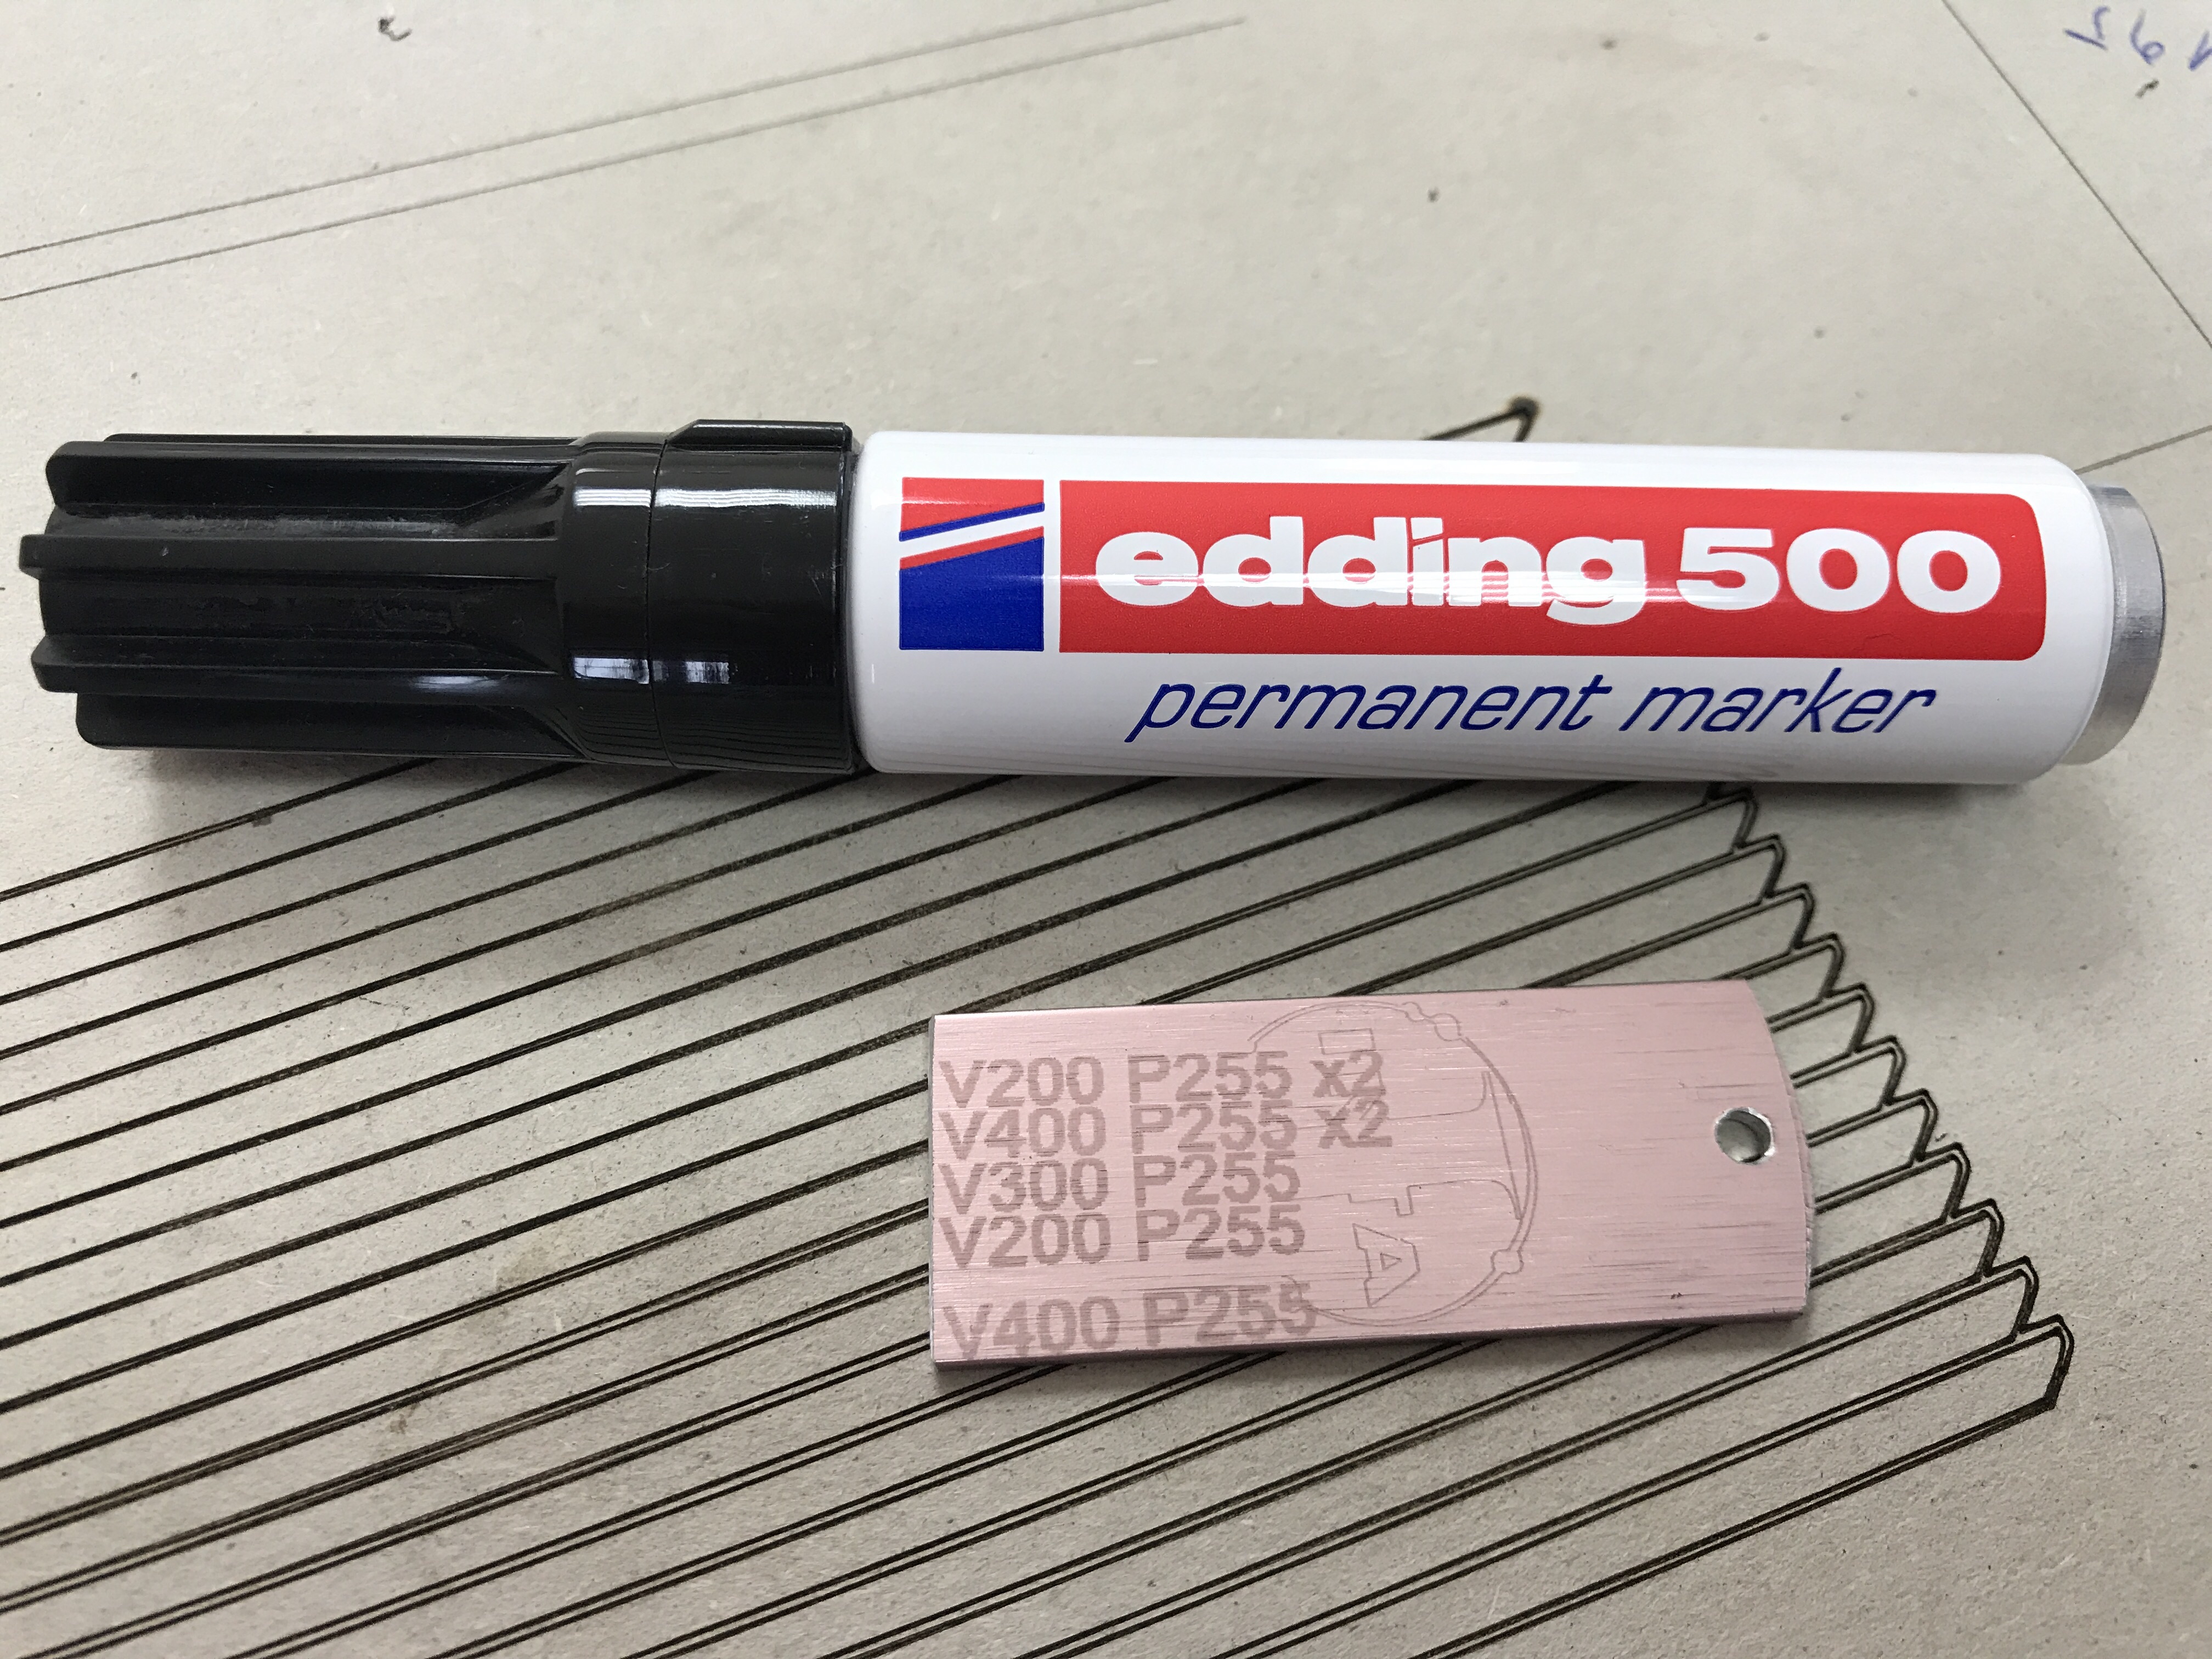 edding 500
permanent marker
V200 P255 x2
V400 P255 x2
V300 P255
V200 P255
V400 P255